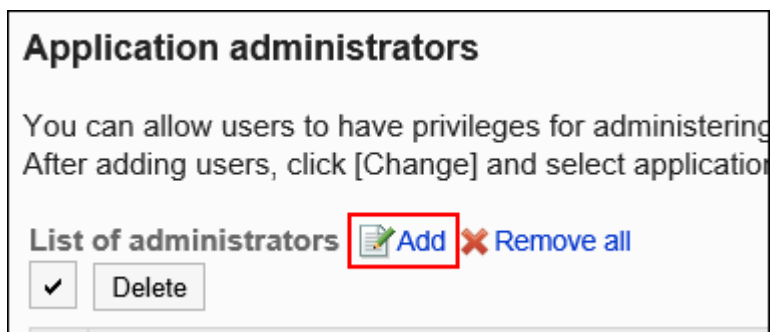 Application administrators
You can allow users to have privileges for administering
After adding users, click [Change] and select application
List of administrators Add Remove all
Delete